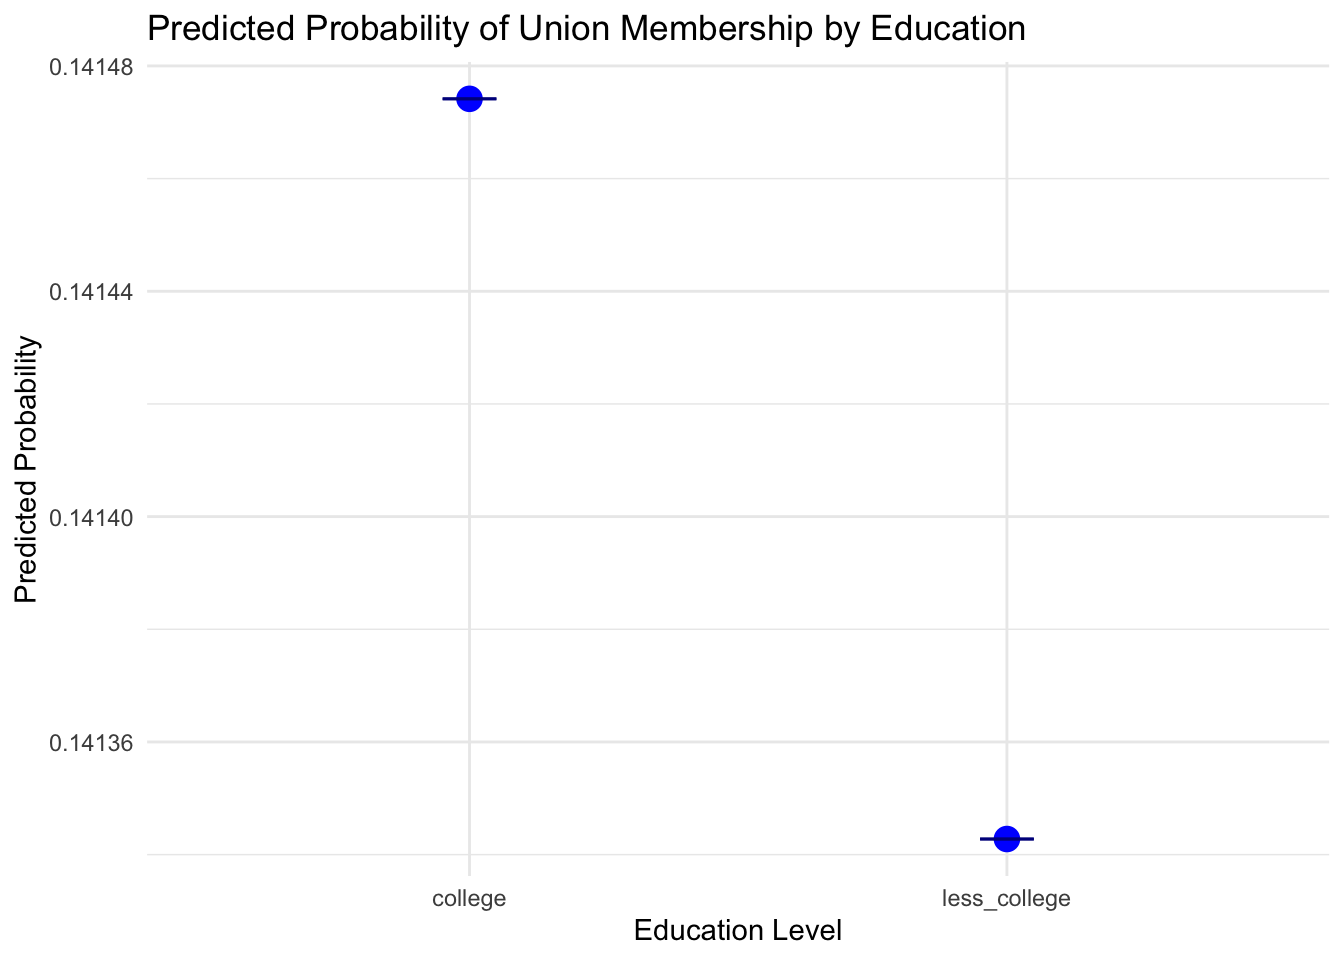 Predicted Probability of Union Membership by Education
0.14148
0.14144
0.14140
0.14136
Predicted Probability
college
less_college
Education Level